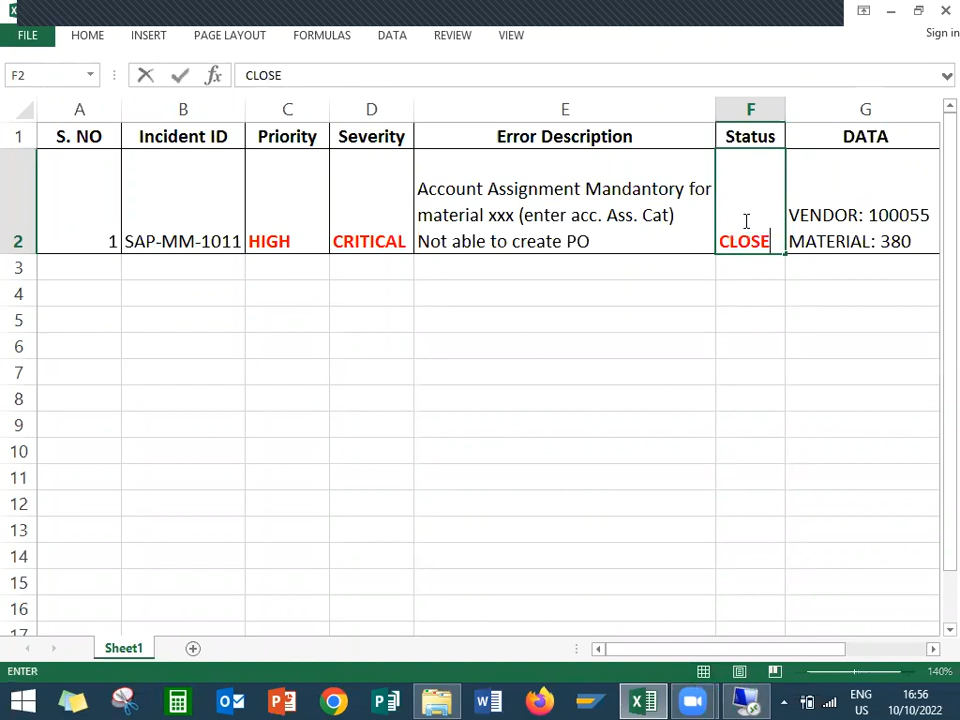 FILE HOME INSERT PAGE LAYOUT FORMULAS DATA REVIEW VIEW Sign in
F2 fx CLOSE
A B C D E F G
1 S. NO Incident ID Priority Severity Error Description Status DATA
Account Assignment Mandantory for
material xxx (enter acc. Ass. Cat) VENDOR: 100055
2 1 SAP-MM-1011 HIGH CRITICAL Not able to create PO CLOSE MATERIAL: 380
3
4
5
6
7
8
9
10
11
12
13
14
15
16
17
Sheet1
ENTER 140%
ENG 16:56
US 10/10/2022